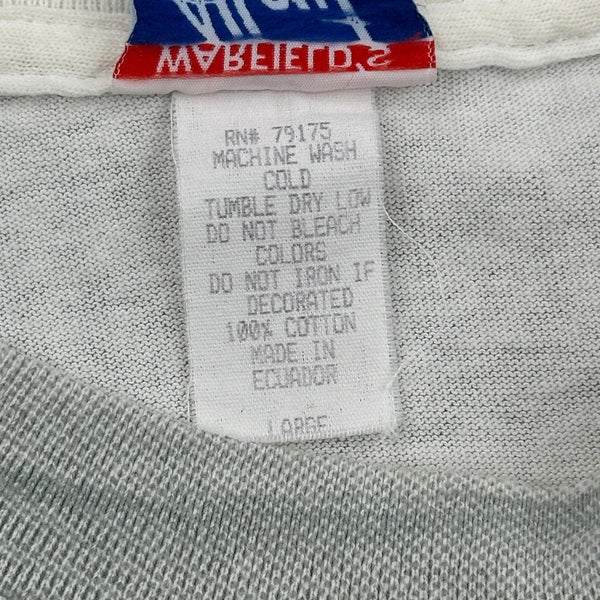 WARFIELD'S
RN# 79175
MACHINE WASH
COLD
TUMBLE DRY LOW
DO NOT BLEACH
COLORS
DO NOT IRON IF
DECORATED
100% COTTON
MADE IN
ECUADOR
LARGE